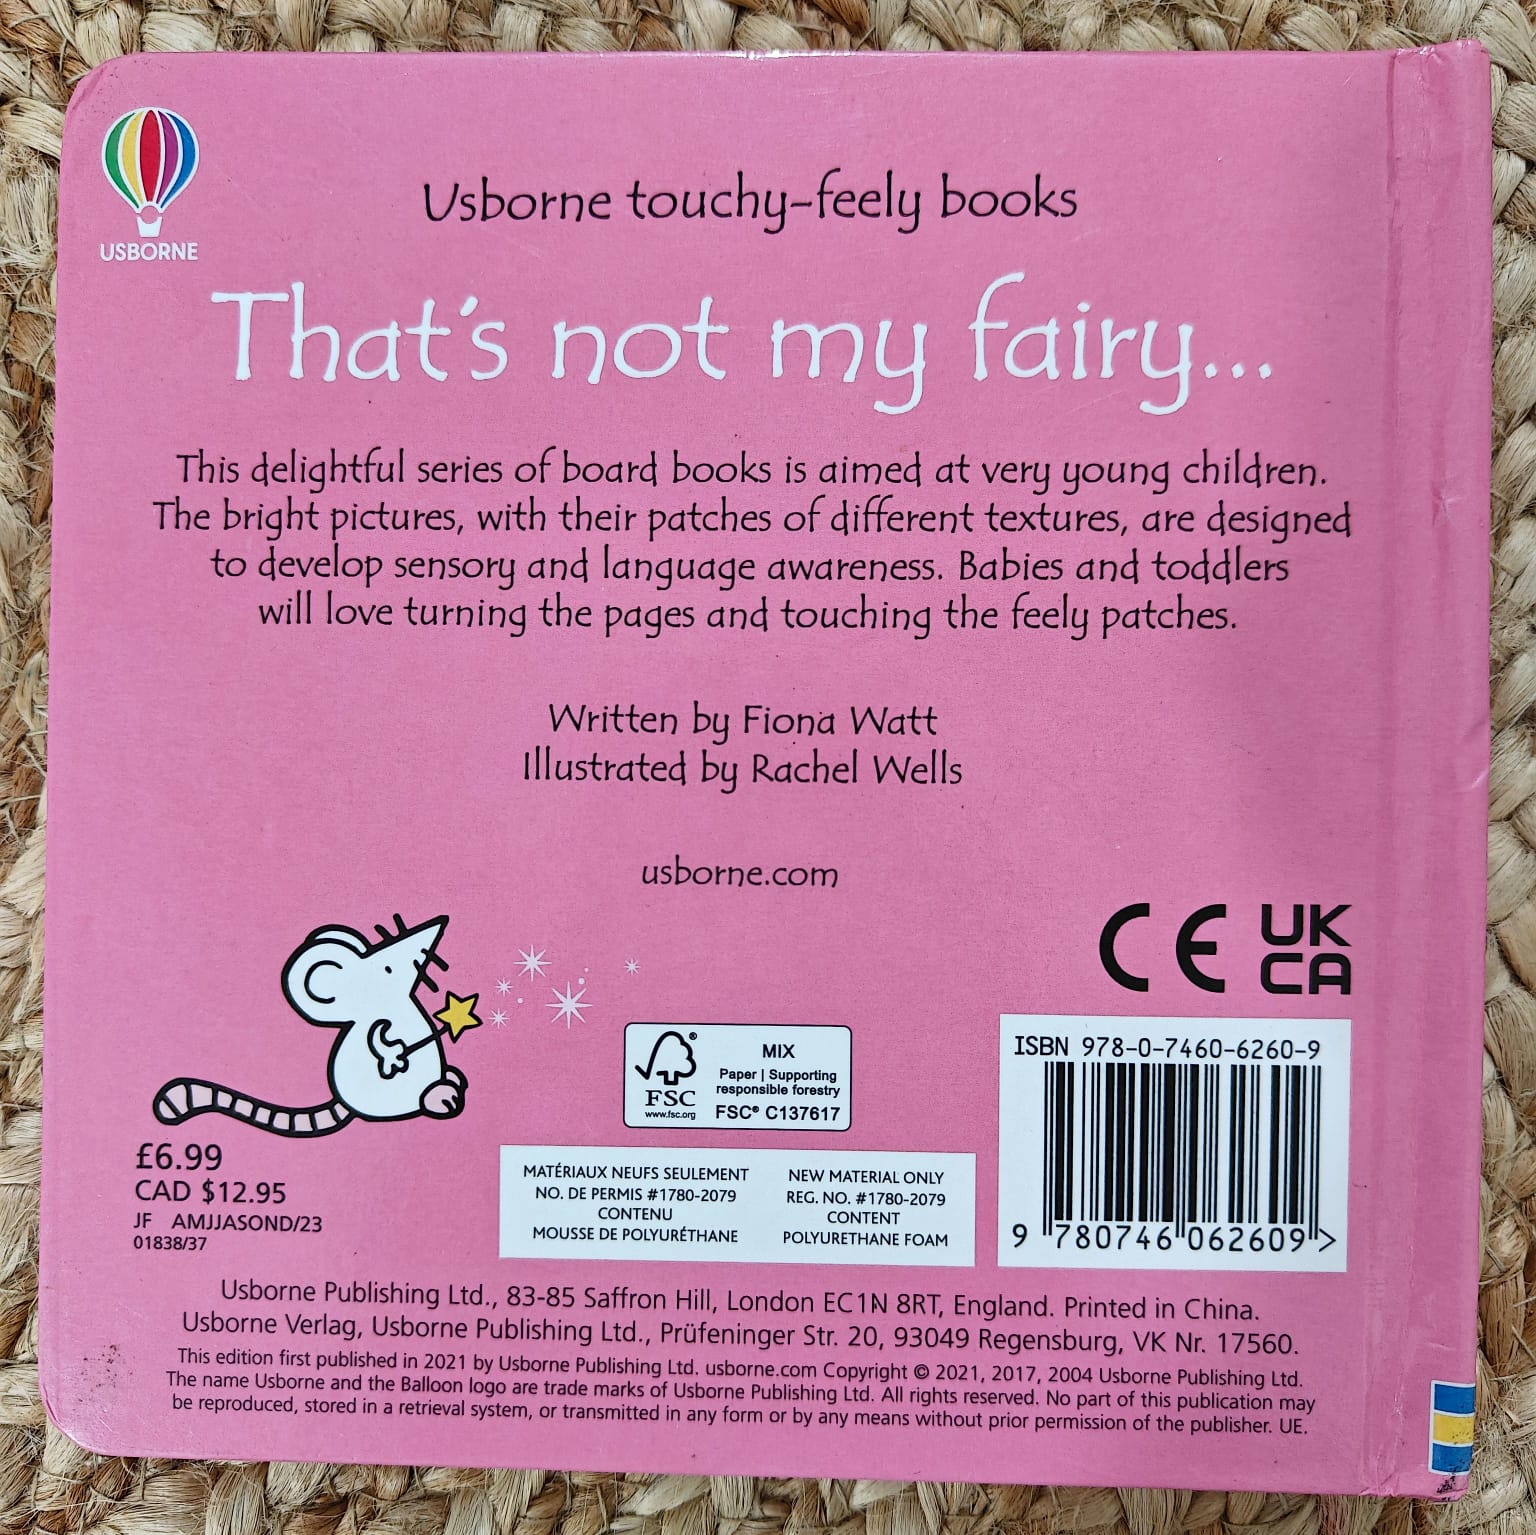 USBORNE
Usborne touchy-feely books
That's not my fairy...
This delightful series of board books is aimed at very young children.
The bright pictures, with their patches of different textures, are designed
to develop sensory and language awareness. Babies and toddlers
will love turning the pages and touching the feely patches.
Written by Fiona Watt
Illustrated by Rachel Wells
usborne.com
CE
UK
CA
FSC®
www.fsc.org
MIX
Paper | Supporting
responsible forestry
FSC® C137617
ISBN 978-0-7460-6260-9
9 780746 062609 >
£6.99
CAD $12.95
JF AMJJASOND/23
01838/37
MATÉRIAUX NEUFS SEULEMENT
NO. DE PERMIS #1780-2079
CONTENU
MOUSSE DE POLYURÉTHANE
NEW MATERIAL ONLY
REG. NO. #1780-2079
CONTENT
POLYURETHANE FOAM
Usborne Publishing Ltd., 83-85 Saffron Hill, London EC1N 8RT, England. Printed in China.
Usborne Verlag, Usborne Publishing Ltd., Prüfeninger Str. 20, 93049 Regensburg, VK Nr. 17560.
This edition first published in 2021 by Usborne Publishing Ltd. usborne.com Copyright © 2021, 2017, 2004 Usborne Publishing Ltd.
The name Usborne and the Balloon logo are trade marks of Usborne Publishing Ltd. All rights reserved. No part of this publication may
be reproduced, stored in a retrieval system, or transmitted in any form or by any means without prior permission of the publisher. UE.